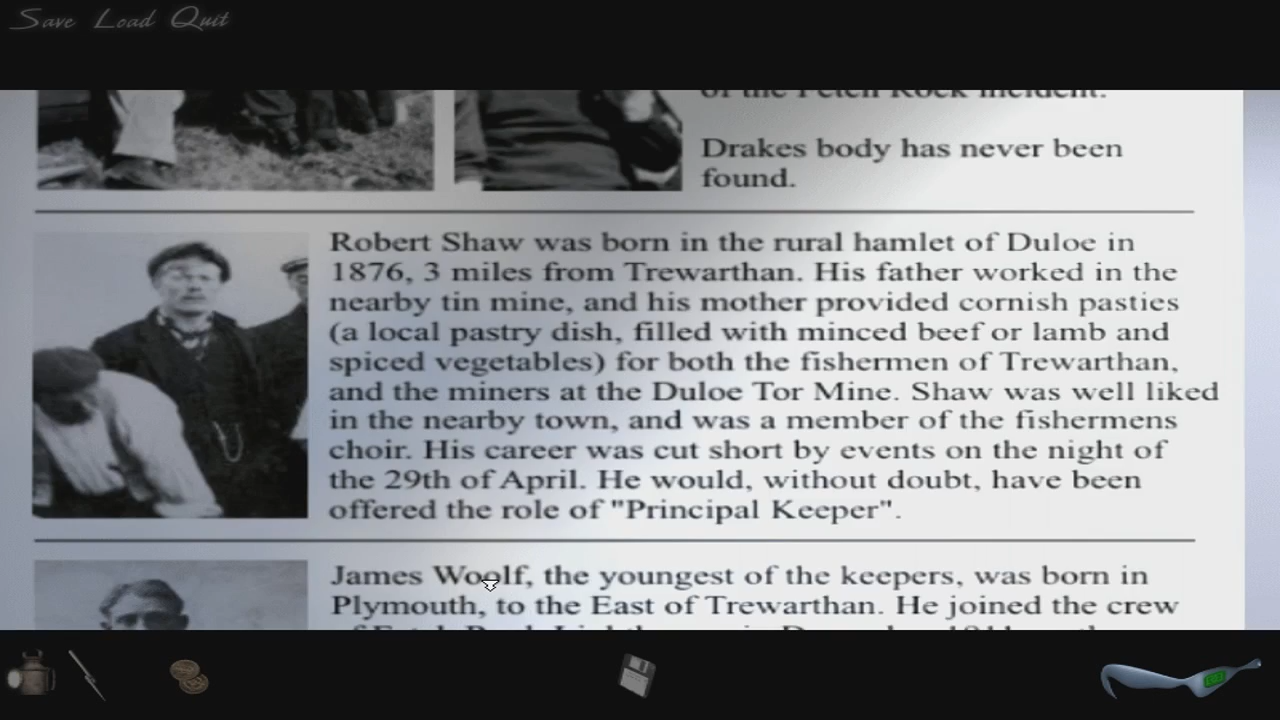 Save Load Quit
of the Fetch Rock incident.
Drakes body has never been
found.
Robert Shaw was born in the rural hamlet of Duloe in
1876, 3 miles from Trewarthan. His father worked in the
nearby tin mine, and his mother provided cornish pasties
(a local pastry dish, filled with minced beef or lamb and
spiced vegetables) for both the fishermen of Trewarthan,
and the miners at the Duloe Tor Mine. Shaw was well liked
in the nearby town, and was a member of the fishermens
choir. His career was cut short by events on the night of
the 29th of April. He would, without doubt, have been
offered the role of "Principal Keeper".
James Woolf, the youngest of the keepers, was born in
Plymouth, to the East of Trewarthan. He joined the crew